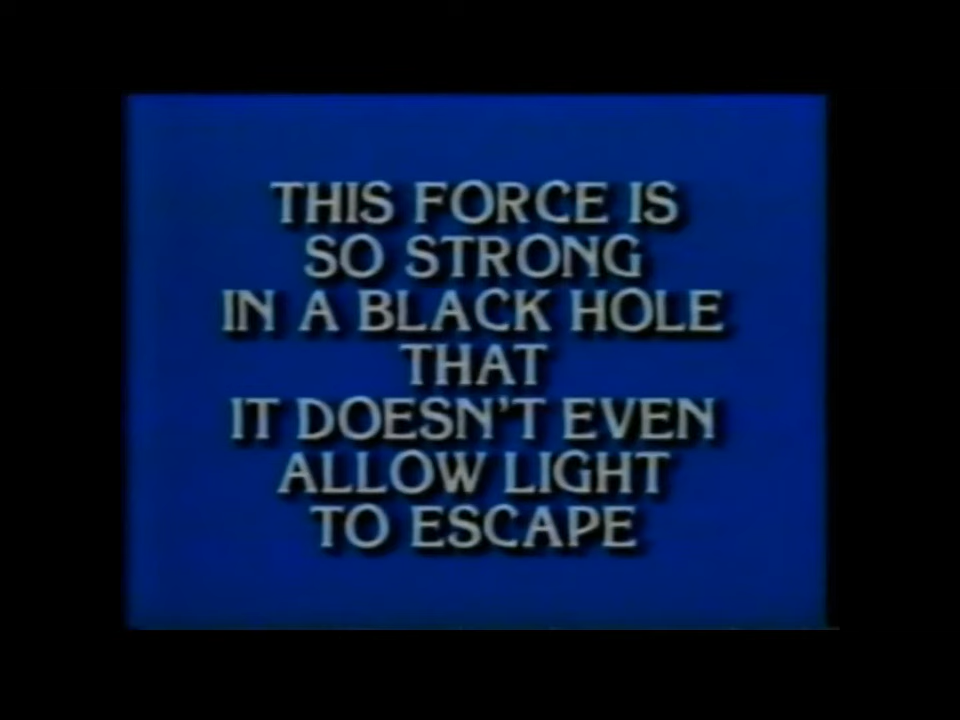 THIS FORCE IS
SO STRONG
IN A BLACK HOLE
THAT
IT DOESN'T EVEN
ALLOW LIGHT
TO ESCAPE